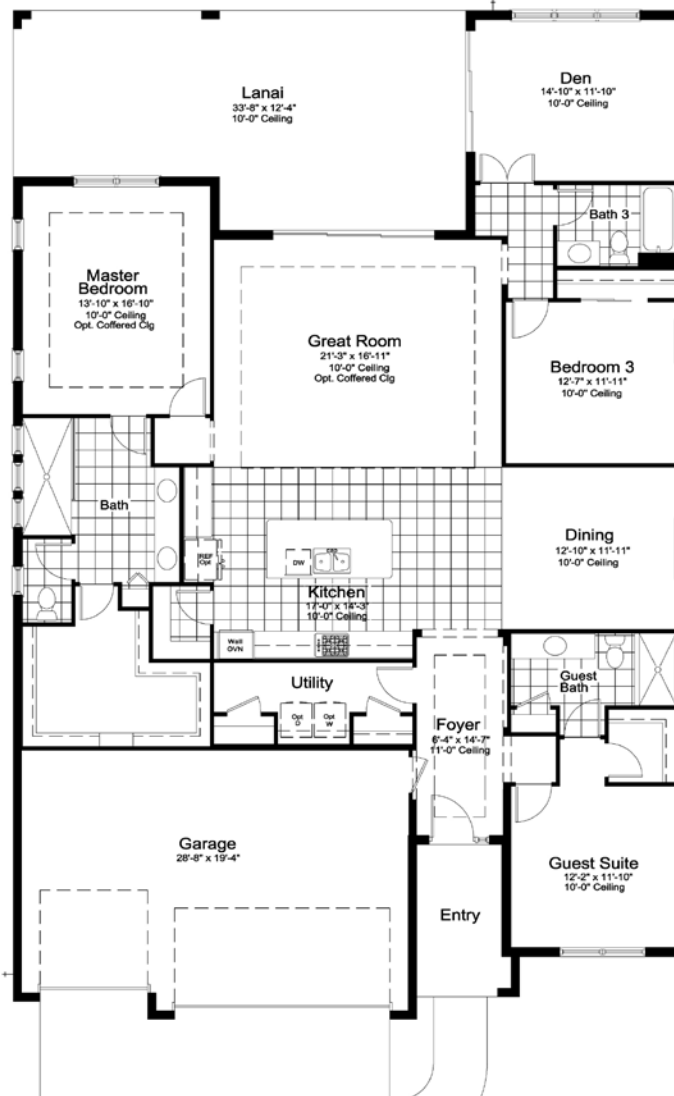 Lanai
33'-8" x 12'-4"
10'-0" Ceiling
Den
14'-10" x 11'-10"
10'-0" Ceiling
Bath 3
Master
Bedroom
13'-10" x 16'-10"
10'-0" Ceiling
Opt. Coffered Clg
Great Room
21'-3" x 16'-11"
10'-0" Ceiling
Opt. Coffered Clg
Bedroom 3
12'-7" x 11'-11"
10'-0" Ceiling
Bath
REF
Opt
DW
Kitchen
17'-0" x 14'-3"
10'-0" Ceiling
Dining
12'-10" x 11'-11"
10'-0" Ceiling
Wall
OVN
Utility
Opt
D
Opt
W
Guest
Bath
Foyer
6'-4" x 14'-7"
11'-0" Ceiling
Garage
28'-8" x 19'-4"
Entry
Guest Suite
12'-2" x 11'-10"
10'-0" Ceiling